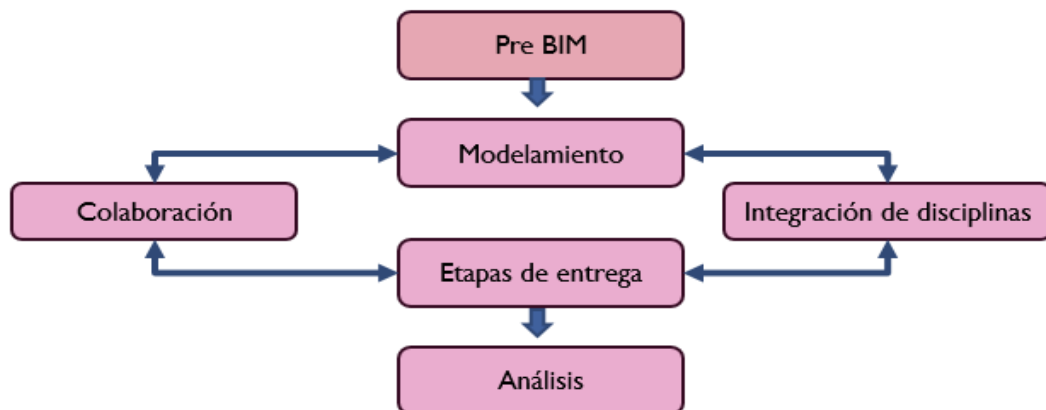 Pre BIM
Modelamiento
Colaboración
Integración de disciplinas
Etapas de entrega
Análisis